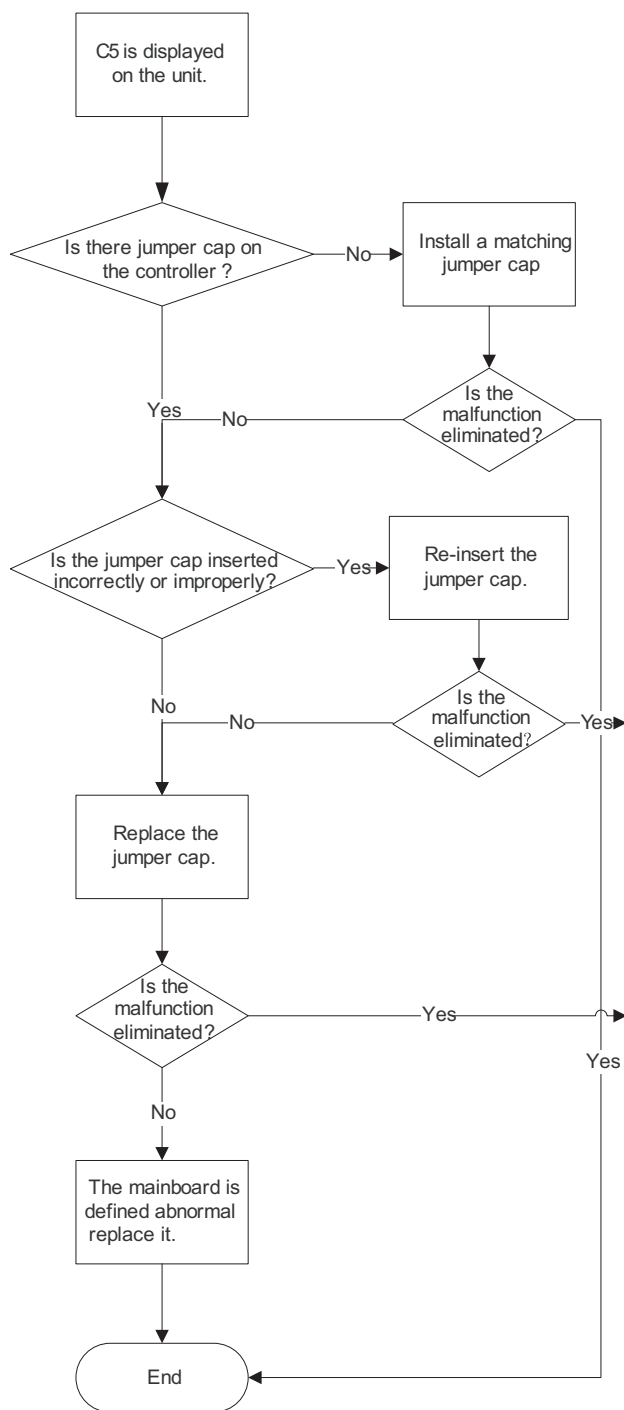 C5 is displayed
on the unit.
Is there jumper cap on
the controller ?
No
Install a matching
jumper cap
Is the
malfunction
eliminated?
Yes
No
Is the jumper cap inserted
incorrectly or improperly?
Yes
Re-insert the
jumper cap.
No
No
Is the
malfunction
eliminated?
Yes
Replace the
jumper cap.
Is the
malfunction
eliminated?
Yes
Yes
No
The mainboard is
defined abnormal
replace it.
End